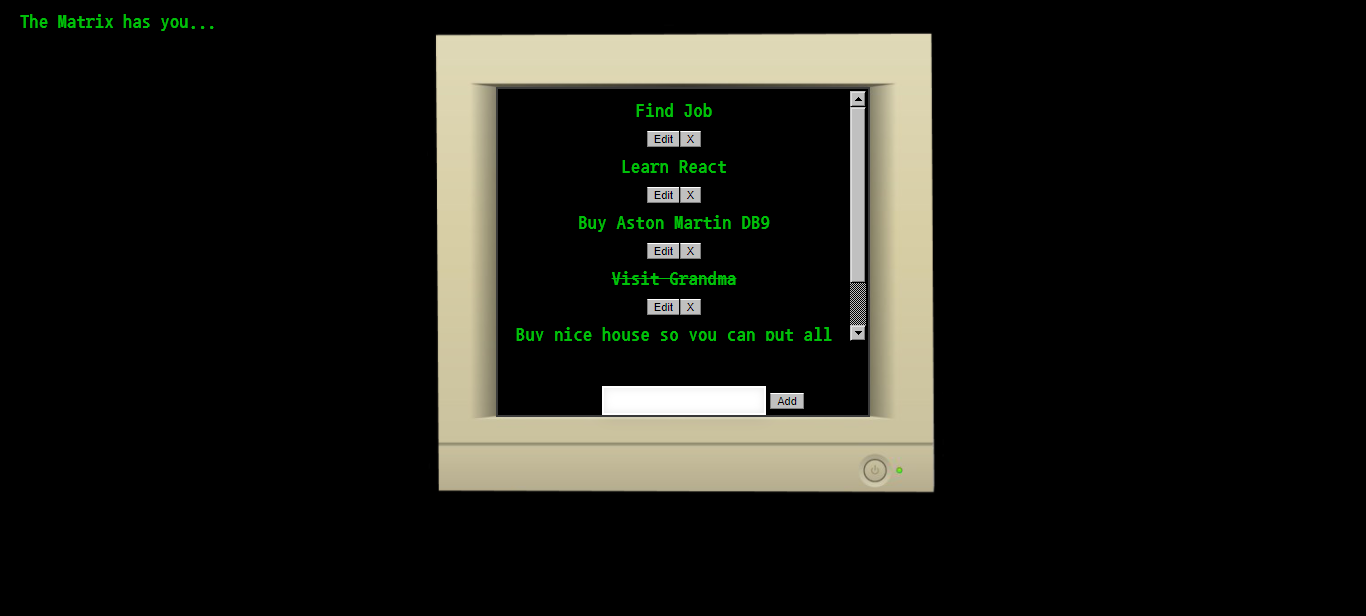 The Matrix has you...
Find Job
Edit X
Learn React
Edit X
Buy Aston Martin DB9
Edit X
Visit Grandma
Edit X
Buy nice house so you can put all
Add